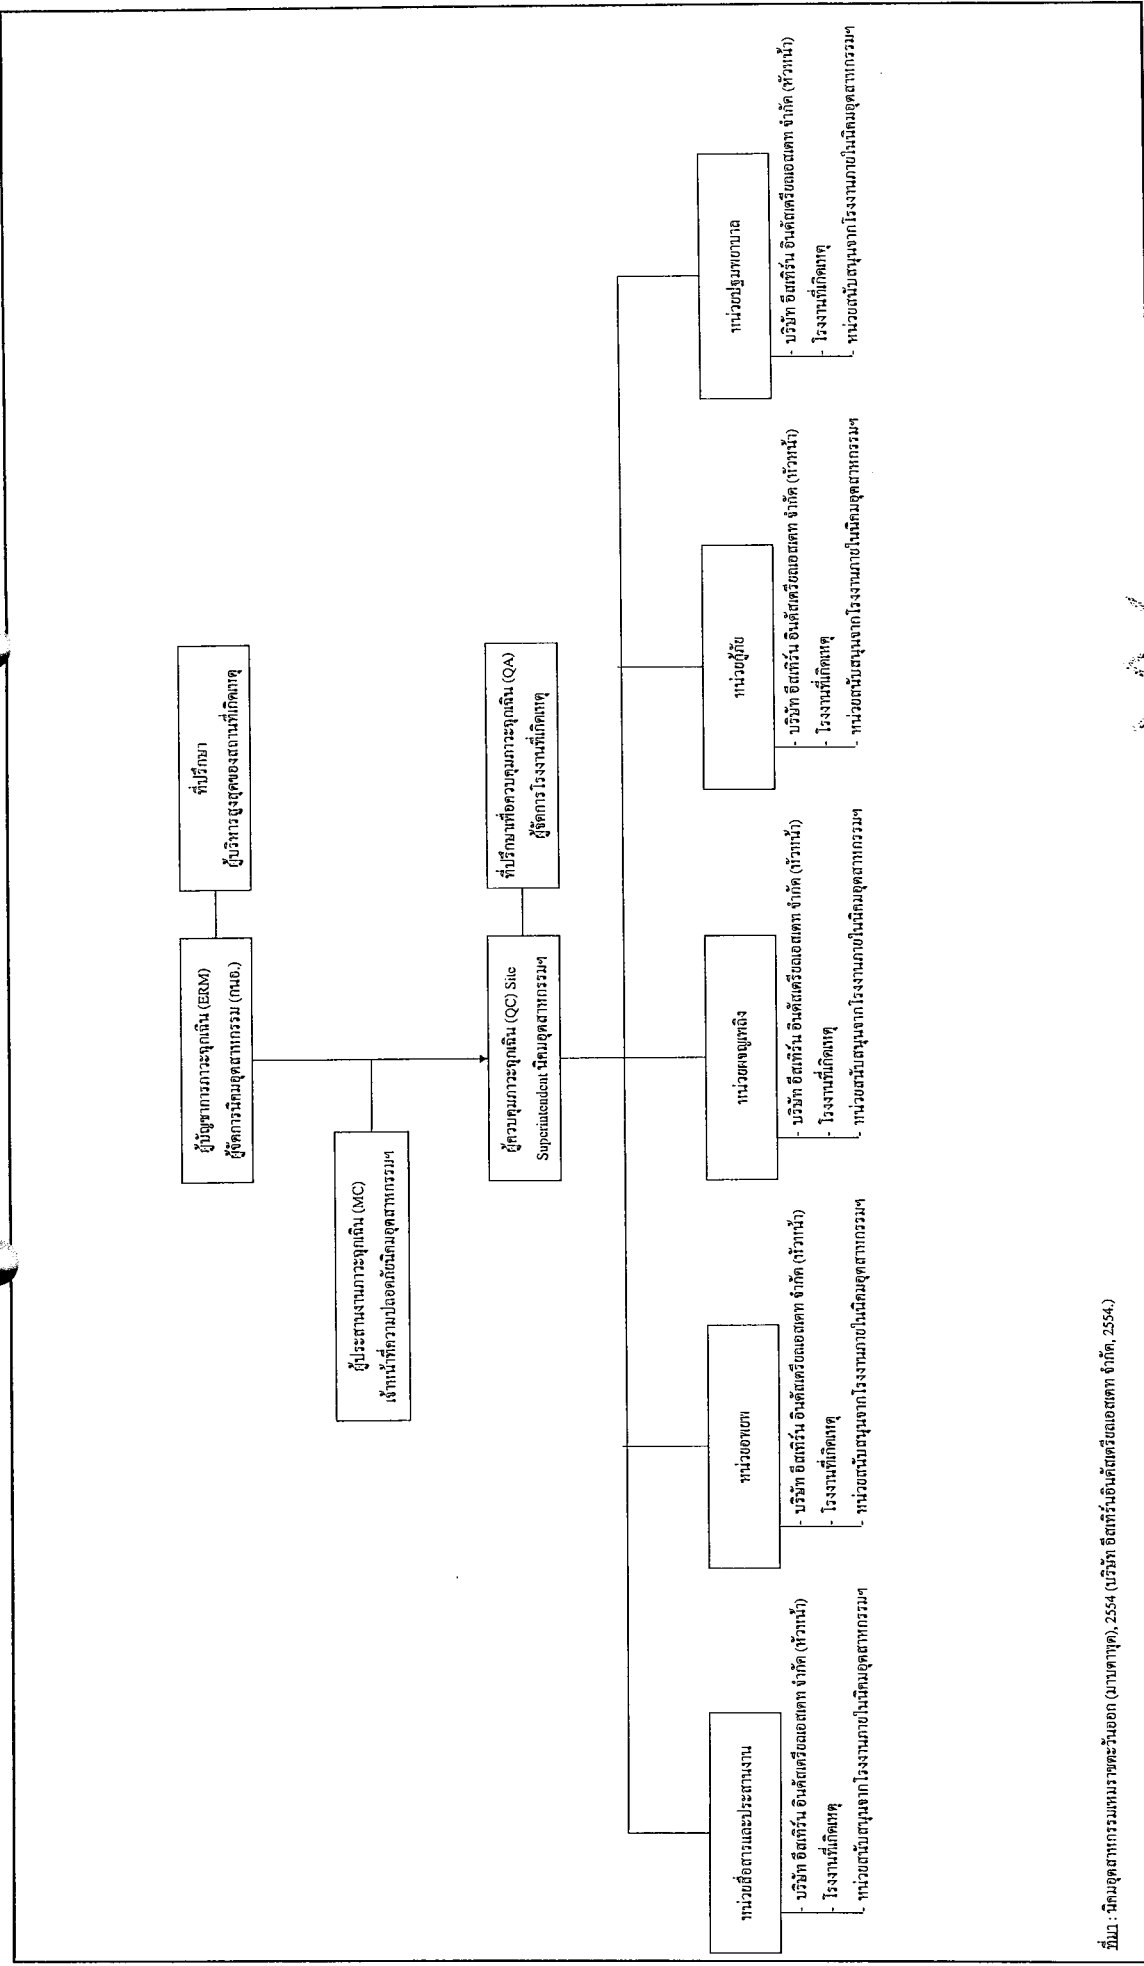 ผู้บัญชาการภาวะฉุกเฉิน (ERM)
ผู้จัดการนิคมอุตสาหกรรม (กนอ.)
ที่ปรึกษา
ผู้บริหารสูงสุดของสถานที่เกิดเหตุ
ผู้ประสานงานภาวะฉุกเฉิน (MC)
เจ้าหน้าที่ความปลอดภัยนิคมอุตสาหกรรมฯ
ผู้ควบคุมภาวะฉุกเฉิน (QC) Site
Superintendent นิคมอุตสาหกรรมฯ
ที่ปรึกษาเพื่อควบคุมภาวะฉุกเฉิน (QA)
ผู้จัดการโรงงานที่เกิดเหตุ
หน่วยสื่อสารและประสานงาน
- บริษัท อีสเทิร์น อินดัสเตรียลเอสเตท จำกัด (หัวหน้า)
- โรงงานที่เกิดเหตุ
- หน่วยสนับสนุนจากโรงงานภายในนิคมอุตสาหกรรมฯ
หน่วยอพยพ
- บริษัท อีสเทิร์น อินดัสเตรียลเอสเตท จำกัด (หัวหน้า)
- โรงงานที่เกิดเหตุ
- หน่วยสนับสนุนจากโรงงานภายในนิคมอุตสาหกรรมฯ
หน่วยผจญเพลิง
- บริษัท อีสเทิร์น อินดัสเตรียลเอสเตท จำกัด (หัวหน้า)
- โรงงานที่เกิดเหตุ
- หน่วยสนับสนุนจากโรงงานภายในนิคมอุตสาหกรรมฯ
หน่วยกู้ภัย
- บริษัท อีสเทิร์น อินดัสเตรียลเอสเตท จำกัด (หัวหน้า)
- โรงงานที่เกิดเหตุ
- หน่วยสนับสนุนจากโรงงานภายในนิคมอุตสาหกรรมฯ
หน่วยปฐมพยาบาล
- บริษัท อีสเทิร์น อินดัสเตรียลเอสเตท จำกัด (หัวหน้า)
- โรงงานที่เกิดเหตุ
- หน่วยสนับสนุนจากโรงงานภายในนิคมอุตสาหกรรมฯ
ที่มา : นิคมอุตสาหกรรมเหมราชตะวันออก (มาบตาพุด), 2554 (บริษัท อีสเทิร์นอินดัสเตรียลเอสเตท จำกัด, 2554.)